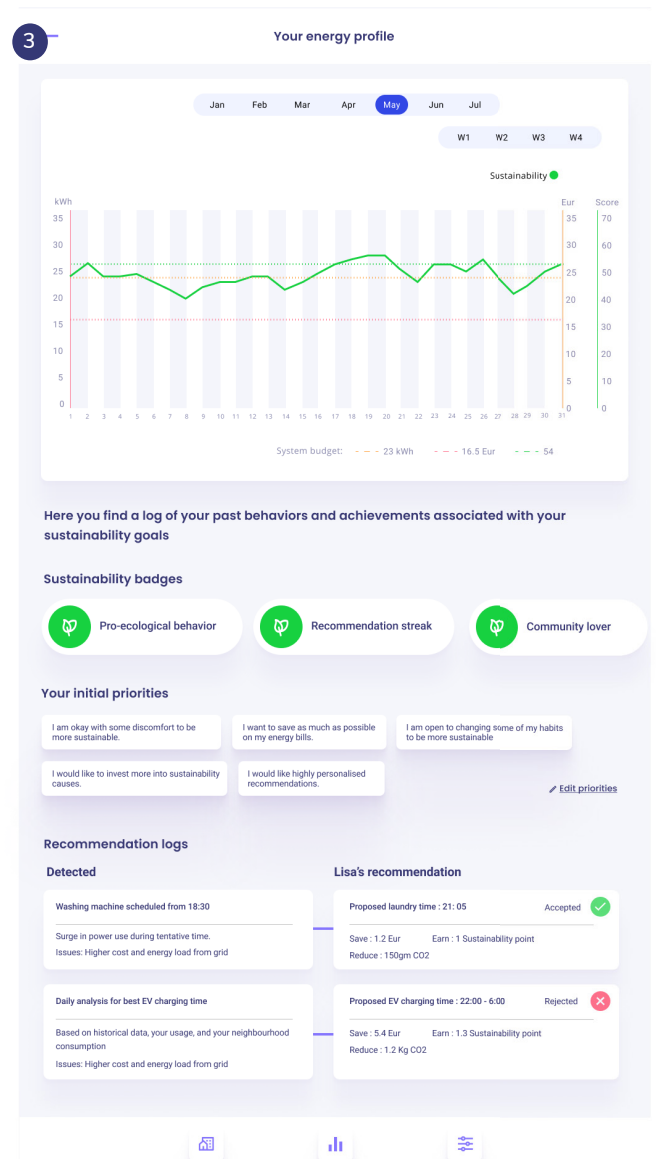 3
Your energy profile
Jan Feb Mar Apr May Jun Jul
W1 W2 W3 W4
Sustainability
kWh Eur Score
35 35 70
30 30 60
25 25 50
20 20 40
15 15 30
10 10 20
5 5 10
0 0 0
1 2 3 4 5 6 7 8 9 10 11 12 13 14 15 16 17 18 19 20 21 22 23 24 25 26 27 28 29 30 31
System budget: - - - 23 kWh - - - 16.5 Eur - - - 54
Here you find a log of your past behaviors and achievements associated with your
sustainability goals
Sustainability badges
Pro-ecological behavior Recommendation streak Community lover
Your initial priorities
I am okay with some discomfort to be
more sustainable.
I want to save as much as possible
on my energy bills.
I am open to changing some of my habits
to be more sustainable
I would like to invest more into sustainability
causes.
I would like highly personalised
recommendations.
Edit priorities
Recommendation logs
Detected Lisa's recommendation
Washing machine scheduled from 18:30
Surge in power use during tentative time.
Issues: Higher cost and energy load from grid
Proposed laundry time : 21: 05 Accepted
Save : 1.2 Eur Earn : 1 Sustainability point
Reduce : 150gm CO2
Daily analysis for best EV charging time
Based on historical data, your usage, and your neighbourhood
consumption
Issues: Higher cost and energy load from grid
Proposed EV charging time : 22:00 - 6:00 Rejected
Save : 5.4 Eur Earn : 1.3 Sustainability point
Reduce : 1.2 Kg CO2